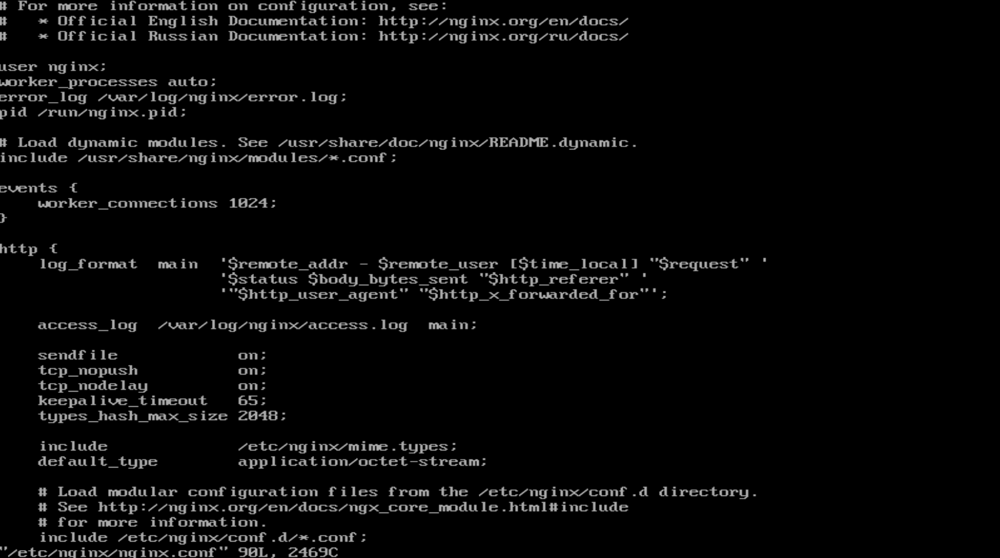 # For more information on configuration, see:
#   * Official English Documentation: http://nginx.org/en/docs/
#   * Official Russian Documentation: http://nginx.org/ru/docs/

user nginx;
worker_processes auto;
error_log /var/log/nginx/error.log;
pid /run/nginx.pid;

# Load dynamic modules. See /usr/share/doc/nginx/README.dynamic.
include /usr/share/nginx/modules/*.conf;

events {
    worker_connections 1024;
}

http {
    log_format  main  '$remote_addr - $remote_user [$time_local] "$request" '
                      '$status $body_bytes_sent "$http_referer" '
                      '"$http_user_agent" "$http_x_forwarded_for"';

    access_log  /var/log/nginx/access.log  main;

    sendfile            on;
    tcp_nopush          on;
    tcp_nodelay         on;
    keepalive_timeout   65;
    types_hash_max_size 2048;

    include             /etc/nginx/mime.types;
    default_type        application/octet-stream;

    # Load modular configuration files from the /etc/nginx/conf.d directory.
    # See http://nginx.org/en/docs/ngx_core_module.html#include
    # for more information.
    include /etc/nginx/conf.d/*.conf;
"/etc/nginx/nginx.conf" 90L, 2469C